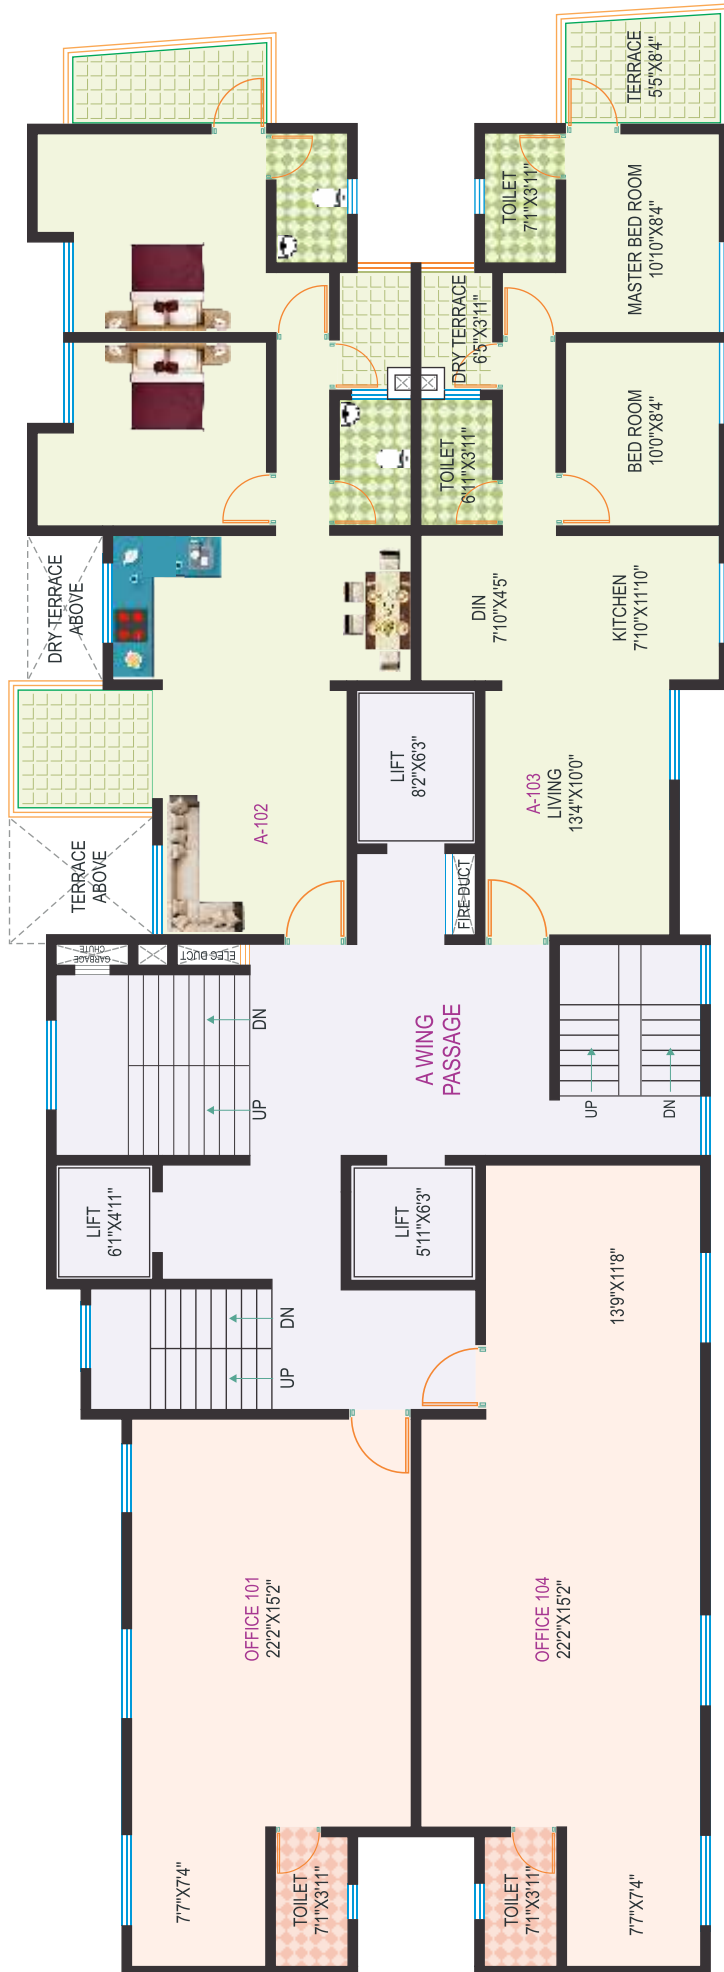 TERRACE
5'5"X8'4"
TOILET
7'1"X3'11"
MASTER BED ROOM
10'10"X8'4"
DRY TERRACE
6'5"X3'11"
TOILET
6'11"X3'11"
BED ROOM
10'0"X8'4"
DRY TERRACE
ABOVE
DIN
7'10"X4'5"
KITCHEN
7'10"X11'10"
LIFT
8'2"X6'3"
A-102
A-103
LIVING
13'4"X10'0"
TERRACE
ABOVE
FIRE DUCT
GARBAGE
CHUTE
ELEC DUCT
DN
UP
A WING
PASSAGE
UP
DN
LIFT
6'1"X4'11"
LIFT
5'11"X6'3"
13'9"X11'8"
DN
UP
OFFICE 101
22'2"X15'2"
OFFICE 104
22'2"X15'2"
7'7"X7'4"
TOILET
7'1"X3'11"
TOILET
7'1"X3'11"
7'7"X7'4"